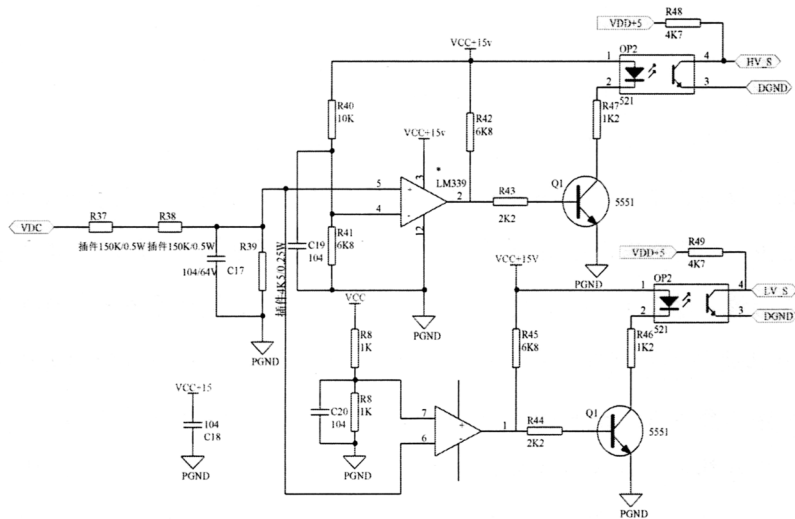 R48
VDD+5
4K7
VCC+15v
OP2
1
4
HV_S
2
3
DGND
521
R40
10K
R42
6K8
R47
1K2
VCC+15v
3
LM339
Q1
5
+
2
R43
5551
4
-
2K2
VDC
R37
R38
插件150K/0.5W
插件150K/0.5W
R39
插件4K5/0.25W
C19
104
R41
6K8
12
C17
104/64V
PGND
PGND
PGND
VCC+15V
VDD+5
R49
4K7
OP2
1
4
LV_S
2
3
DGND
521
VCC
R8
1K
R45
6K8
R46
1K2
VCC+15
104
C18
PGND
C20
104
R8
1K
7
+
6
-
1
R44
2K2
Q1
5551
PGND
PGND